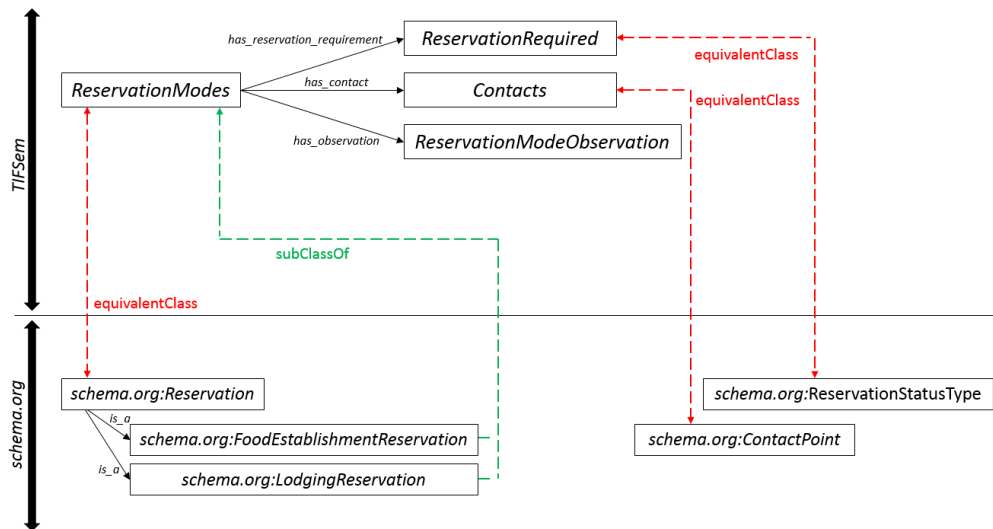 TIFSem
has_reservation_requirement
ReservationRequired
equivalentClass
ReservationModes
has_contact
Contacts
equivalentClass
has_observation
ReservationModeObservation
subClassOf
equivalentClass
schema.org
schema.org:Reservation
schema.org:ReservationStatusType
is_a
schema.org:FoodEstablishmentReservation
schema.org:ContactPoint
is_a
schema.org:LodgingReservation